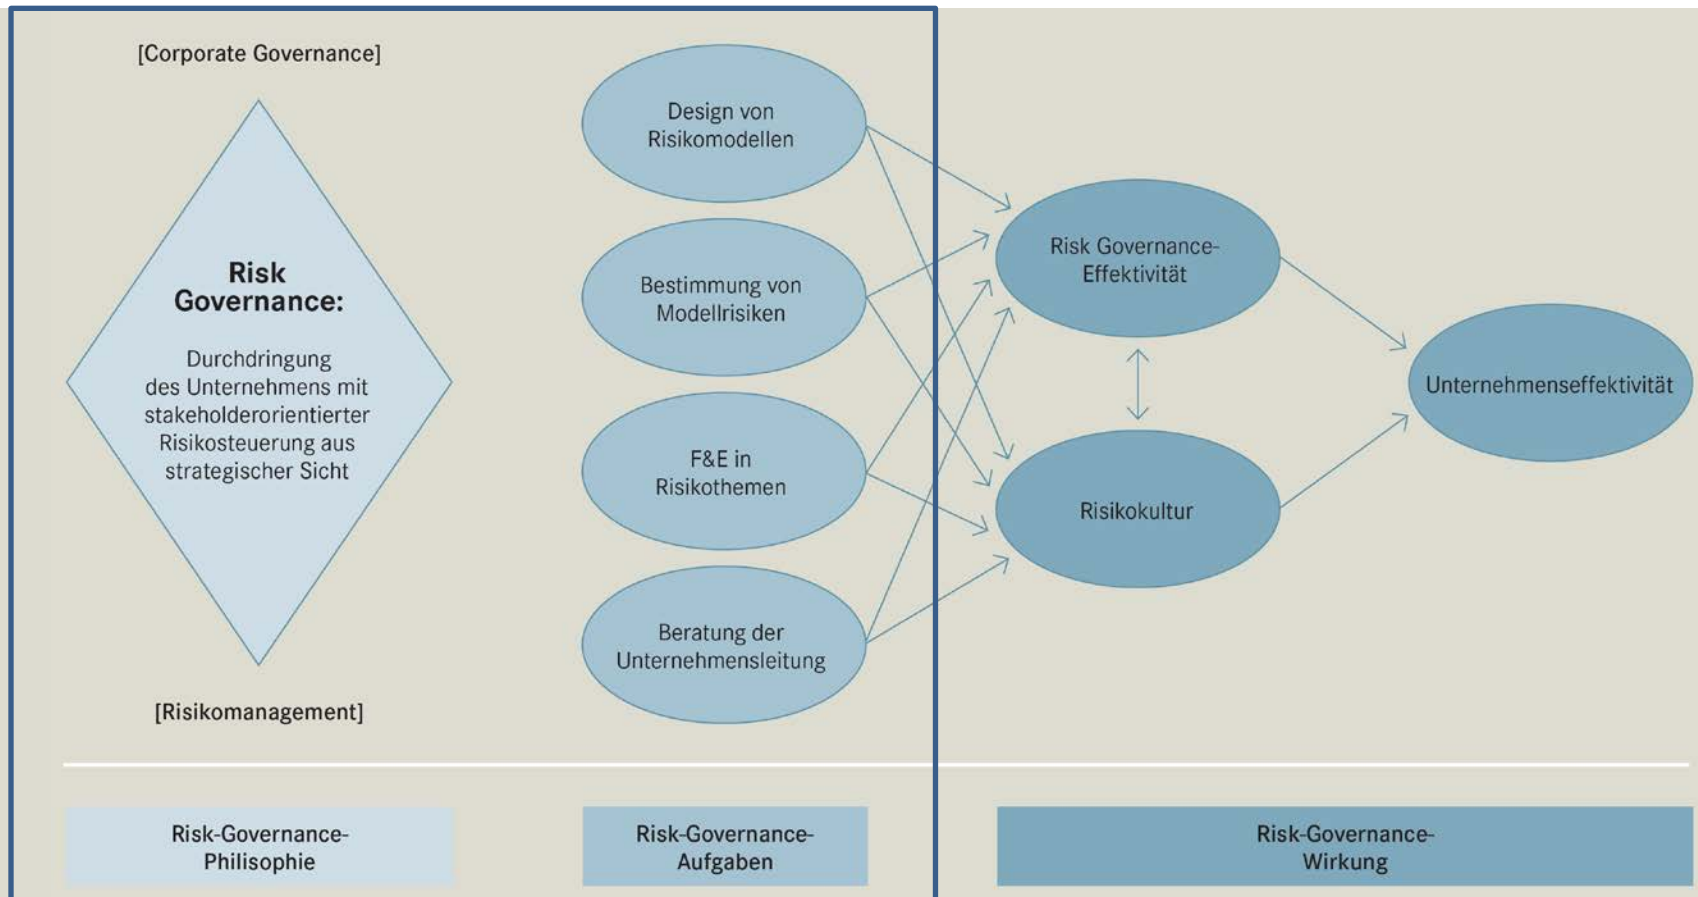 [Corporate Governance]
Risk
Governance:
Durchdringung
des Unternehmens mit
stakeholderorientierter
Risikosteuerung aus
strategischer Sicht
[Risikomanagement]
Design von
Risikomodellen
Bestimmung von
Modellrisiken
F&E in
Risikothemen
Beratung der
Unternehmensleitung
Risk Governance-
Effektivität
Risikokultur
Unternehmenseffektivität
Risk-Governance-
Philisophie
Risk-Governance-
Aufgaben
Risk-Governance-
Wirkung